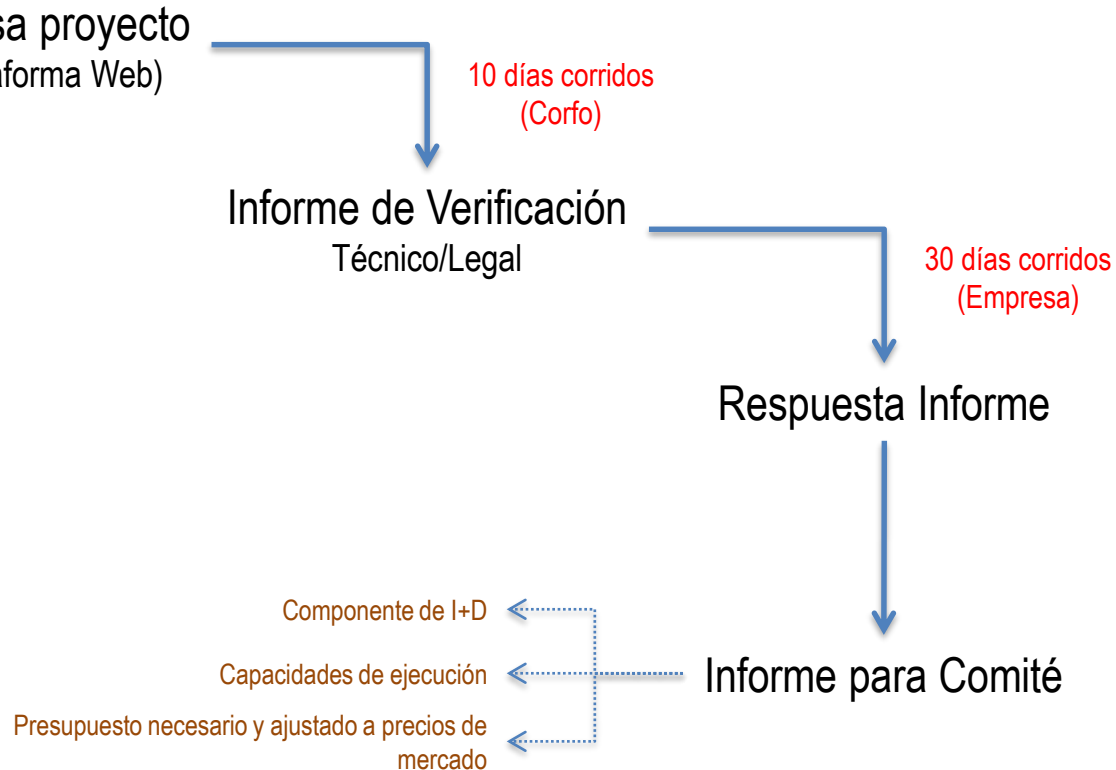 sa proyecto
aforma Web)
10 días corridos
(Corfo)
Informe de Verificación
Técnico/Legal
30 días corridos
(Empresa)
Respuesta Informe
Informe para Comité
Componente de I+D
Capacidades de ejecución
Presupuesto necesario y ajustado a precios de
mercado